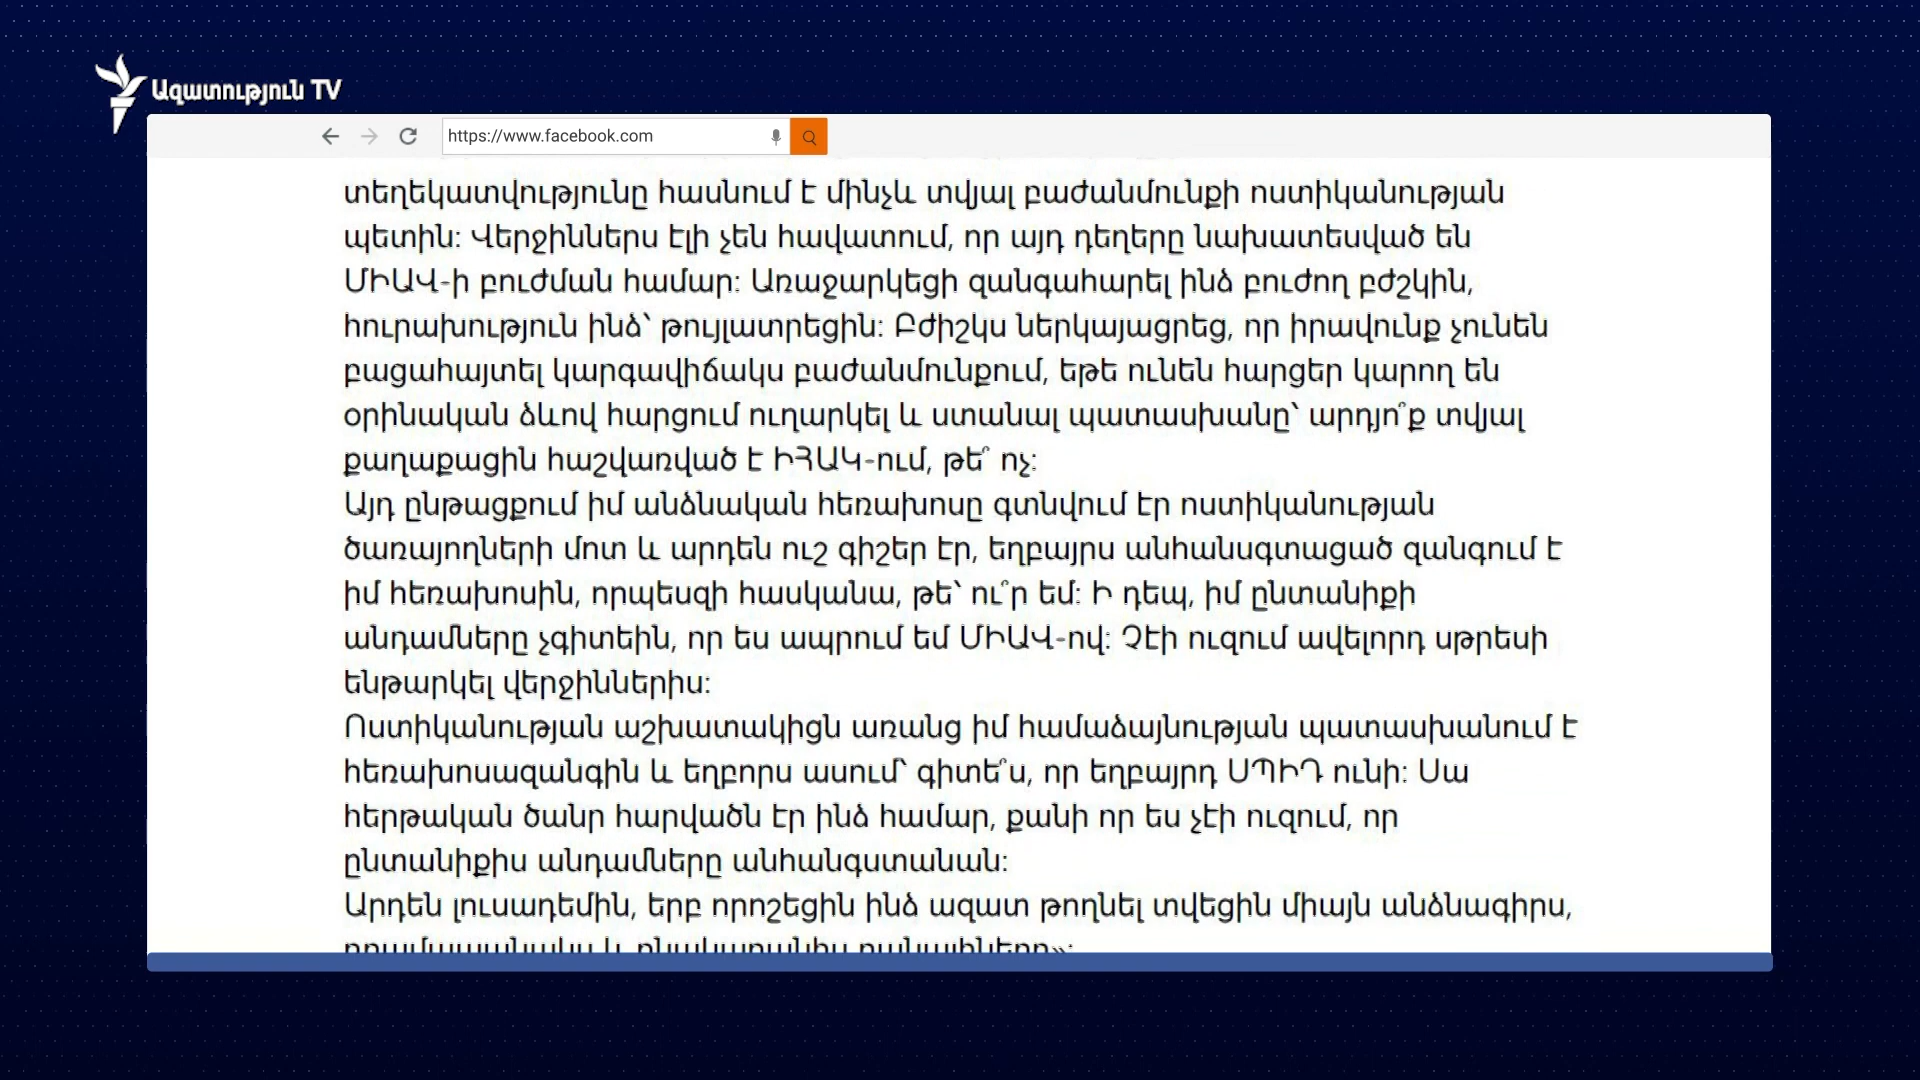 Ազատություն TV
https://www.facebook.com
տեղեկատվությունը հասնում է մինչև տվյալ բաժանմունքի ոստիկանության
պետին: Վերջիններս էլի չեն հավատում, որ այդ դեղերը նախատեսված են
ՄԻԱՎ-ի բուժման համար: Առաջարկեցի զանգահարել ինձ բուժող բժշկին,
հուրախություն ինձ՝ թույլատրեցին: Բժիշկս ներկայացրեց, որ իրավունք չունեն
բացահայտել կարգավիճակս բաժանմունքում, եթե ունեն հարցեր կարող են
օրինական ձևով հարցում ուղարկել և ստանալ պատասխանը՝ արդյո՞ք տվյալ
քաղաքացին հաշվառված է ԻՀԱԿ-ում, թե՞ ոչ:
Այդ ընթացքում իմ անձնական հեռախոսը գտնվում էր ոստիկանության
ծառայողների մոտ և արդեն ուշ գիշեր էր, եղբայրս անհանսգտացած զանգում է
իմ հեռախոսին, որպեսզի հասկանա, թե՝ ու՞ր եմ: Ի դեպ, իմ ընտանիքի
անդամները չգիտեին, որ ես ապրում եմ ՄԻԱՎ-ով: Չէի ուզում ավելորդ սթրեսի
ենթարկել վերջիններիս:
Ոստիկանության աշխատակիցն առանց իմ համաձայնության պատասխանում է
հեռախոսազանգին և եղբորս ասում՝ գիտե՞ս, որ եղբայրդ ՍՊԻԴ ունի: Սա
հերթական ծանր հարվածն էր ինձ համար, քանի որ ես չէի ուզում, որ
ընտանիքիս անդամները անհանգստանան:
Արդեն լուսադեմին, երբ որոշեցին ինձ ազատ թողնել տվեցին միայն անձնագիրս,
դրամապանակս և բնակարանիս բանալիները»: